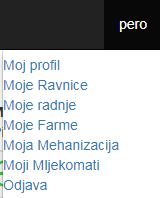 pero
Moj profil
Moje Ravnice
Moje radnje
Moje Farme
Moja Mehanizacija
Moji Mljekomati
Odjava